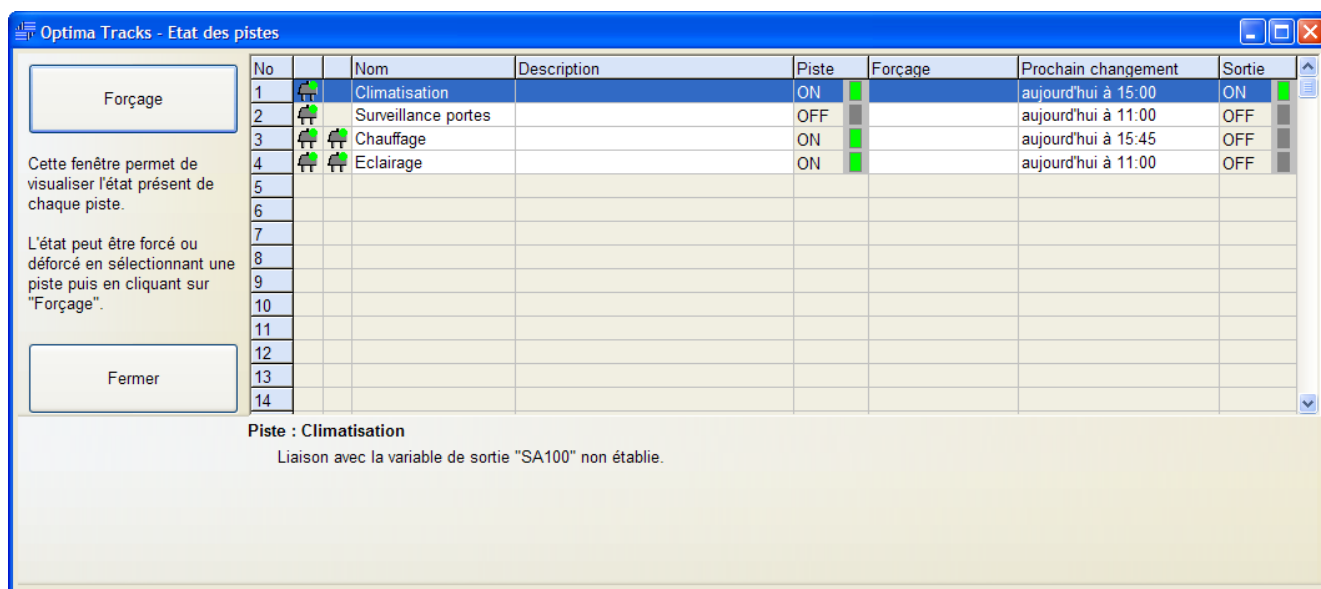 Optima Tracks - Etat des pistes
Forçage
Cette fenêtre permet de
visualiser l'état présent de
chaque piste.
L'état peut être forcé ou
déforcé en sélectionnant une
piste puis en cliquant sur
"Forçage".
Fermer
No Nom Description Piste Forçage Prochain changement Sortie
1 Climatisation ON aujourd'hui à 15:00 ON
2 Surveillance portes OFF aujourd'hui à 11:00 OFF
3 Chauffage ON aujourd'hui à 15:45 OFF
4 Eclairage ON aujourd'hui à 11:00 OFF
5
6
7
8
9
10
11
12
13
14
Piste : Climatisation
Liaison avec la variable de sortie "SA100" non établie.